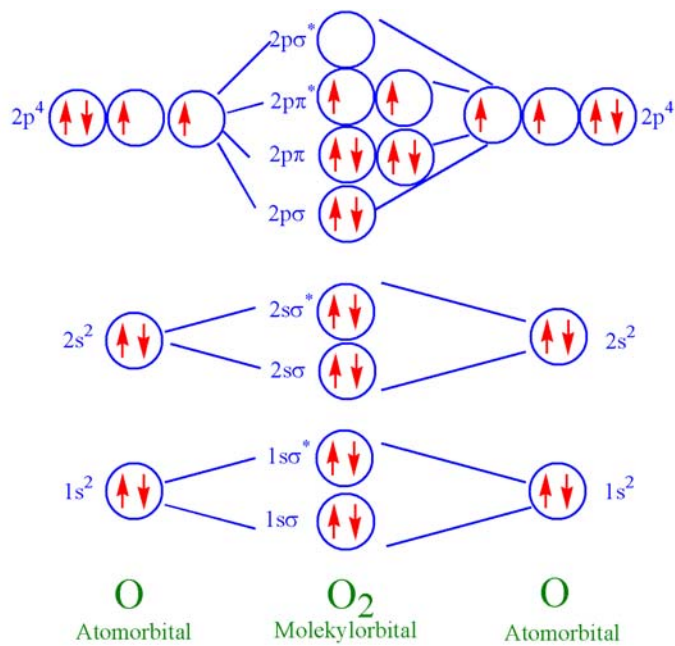 2pσ*
2p⁴ 2pπ* 2p⁴
2pπ
2pσ
2sσ*
2s² 2s²
2sσ
1sσ*
1s² 1s²
1sσ
O O₂ O
Atomorbital Molekylorbital Atomorbital